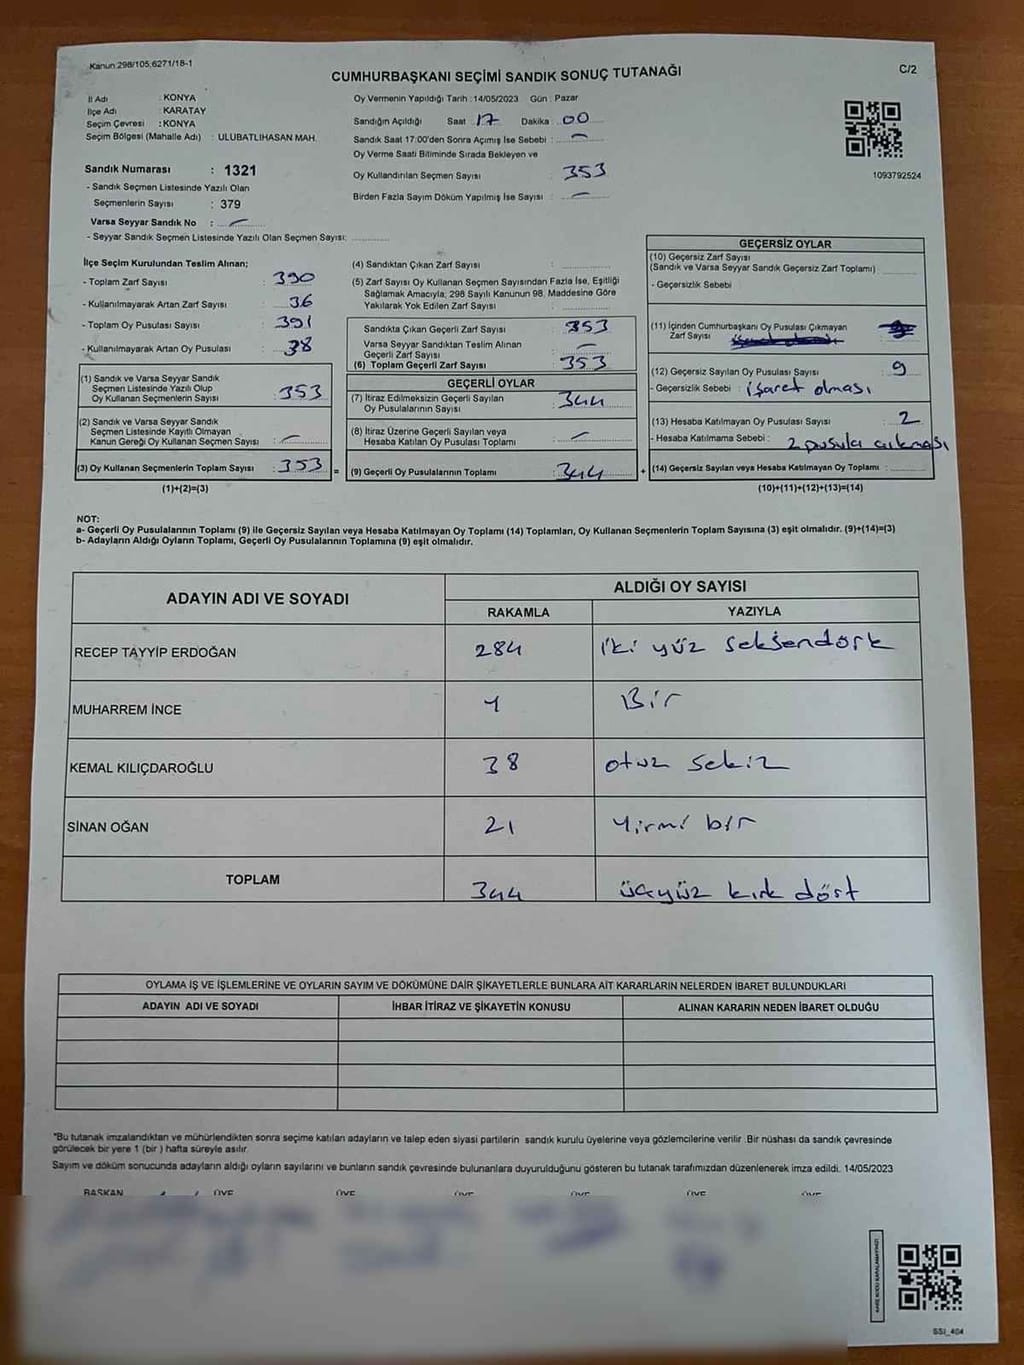 Kanun:298/105;6271/18-1
CUMHURBAŞKANI SEÇİMİ SANDIK SONUÇ TUTANAĞI
C/2
İl Adı : KONYA
İlçe Adı : KARATAY
Seçim Çevresi : KONYA
Seçim Bölgesi (Mahalle Adı) : ULUBATLIHASAN MAH.
Sandık Numarası : 1321
- Sandık Seçmen Listesinde Yazılı Olan
Seçmenlerin Sayısı : 379
Varsa Seyyar Sandık No : —
- Seyyar Sandık Seçmen Listesinde Yazılı Olan Seçmen Sayısı: ............
Oy Vermenin Yapıldığı Tarih : 14/05/2023 Gün : Pazar
Sandığın Açıldığı Saat 17 Dakika 00
Sandık Saat 17:00'den Sonra Açımış İse Sebebi : —
Oy Verme Saati Bitiminde Sırada Bekleyen ve
Oy Kullandırılan Seçmen Sayısı : 353
Birden Fazla Sayım Döküm Yapılmış İse Sayısı : —
1093792524
İlçe Seçim Kurulundan Teslim Alınan;
- Toplam Zarf Sayısı : 390
- Kullanılmayarak Artan Zarf Sayısı : 36
- Toplam Oy Pusulası Sayısı : 391
- Kullanılmayarak Artan Oy Pusulası : 38
(1) Sandık ve Varsa Seyyar Sandık
Seçmen Listesinde Yazılı Olup
Oy Kullanan Seçmenlerin Sayısı : 353
(2) Sandık ve Varsa Seyyar Sandık
Seçmen Listesinde Kayıtlı Olmayan
Kanun Gereği Oy Kullanan Seçmen Sayısı : —
(3) Oy Kullanan Seçmenlerin Toplam Sayısı : 353 =
(1)+(2)=(3)
(4) Sandıktan Çıkan Zarf Sayısı : ............
(5) Zarf Sayısı Oy Kullanan Seçmen Sayısından Fazla İse, Eşitliği
Sağlamak Amacıyla; 298 Sayılı Kanunun 98. Maddesine Göre
Yakılarak Yok Edilen Zarf Sayısı : ............
Sandıkta Çıkan Geçerli Zarf Sayısı : 353
Varsa Seyyar Sandıktan Teslim Alınan
Geçerli Zarf Sayısı : —
(6) Toplam Geçerli Zarf Sayısı : 353
GEÇERLİ OYLAR
(7) İtiraz Edilmeksizin Geçerli Sayılan
Oy Pusulalarının Sayısı : 344
(8) İtiraz Üzerine Geçerli Sayılan veya
Hesaba Katılan Oy Pusulası Toplamı : —
(9) Geçerli Oy Pusulalarının Toplamı : 344 +
GEÇERSİZ OYLAR
(10) Geçersiz Zarf Sayısı
(Sandık ve Varsa Seyyar Sandık Geçersiz Zarf Toplamı) ............
- Geçersizlik Sebebi
(11) İçinden Cumhurbaşkanı Oy Pusulası Çıkmayan
Zarf Sayısı
(12) Geçersiz Sayılan Oy Pusulası Sayısı : 9
- Geçersizlik Sebebi : işaret olması
(13) Hesaba Katılmayan Oy Pusulası Sayısı : 2
- Hesaba Katılmama Sebebi : 2 pusula çıkması
(14) Geçersiz Sayılan veya Hesaba Katılmayan Oy Toplamı : ............
(10)+(11)+(12)+(13)=(14)
NOT:
a- Geçerli Oy Pusulalarının Toplamı (9) ile Geçersiz Sayılan veya Hesaba Katılmayan Oy Toplamı (14) Toplamları, Oy Kullanan Seçmenlerin Toplam Sayısına (3) eşit olmalıdır. (9)+(14)=(3)
b- Adayların Aldığı Oyların Toplamı, Geçerli Oy Pusulalarının Toplamına (9) eşit olmalıdır.
ADAYIN ADI VE SOYADI ALDIĞI OY SAYISI
RAKAMLA YAZIYLA
RECEP TAYYİP ERDOĞAN 284 iki yüz seksendört
MUHARREM İNCE 1 Bir
KEMAL KILIÇDAROĞLU 38 otuz sekiz
SİNAN OĞAN 21 Yirmi bir
TOPLAM 344 üçyüz kırk dört
OYLAMA İŞ VE İŞLEMLERİNE VE OYLARIN SAYIM VE DÖKÜMÜNE DAİR ŞİKAYETLERLE BUNLARA AİT KARARLARIN NELERDEN İBARET BULUNDUKLARI
ADAYIN ADI VE SOYADI İHBAR İTİRAZ VE ŞİKAYETİN KONUSU ALINAN KARARIN NEDEN İBARET OLDUĞU
"Bu tutanak imzalandıktan ve mühürlendikten sonra seçime katılan adayların ve talep eden siyasi partilerin sandık kurulu üyelerine veya gözlemcilerine verilir .Bir nüshası da sandık çevresinde
görülecek bir yere 1 (bir ) hafta süreyle asılır.
Sayım ve döküm sonucunda adayların aldığı oyların sayılarını ve bunların sandık çevresinde bulunanlara duyurulduğunu gösteren bu tutanak tarafımızdan düzenlenerek imza edildi. 14/05/2023
BAŞKAN ÜYE ÜYE ÜYE ÜYE ÜYE ÜYE
KARE KODU KARALAMAYINIZ!
SSI_404